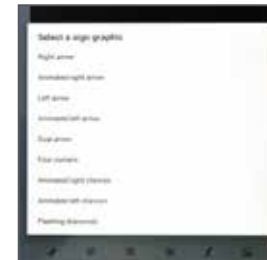 Select a sign graphic
Right arrow
Animated right arrow
Left arrow
Animated left arrow
Dual arrow
Four corners
Animated right chevron
Animated left chevron
Flashing diamonds